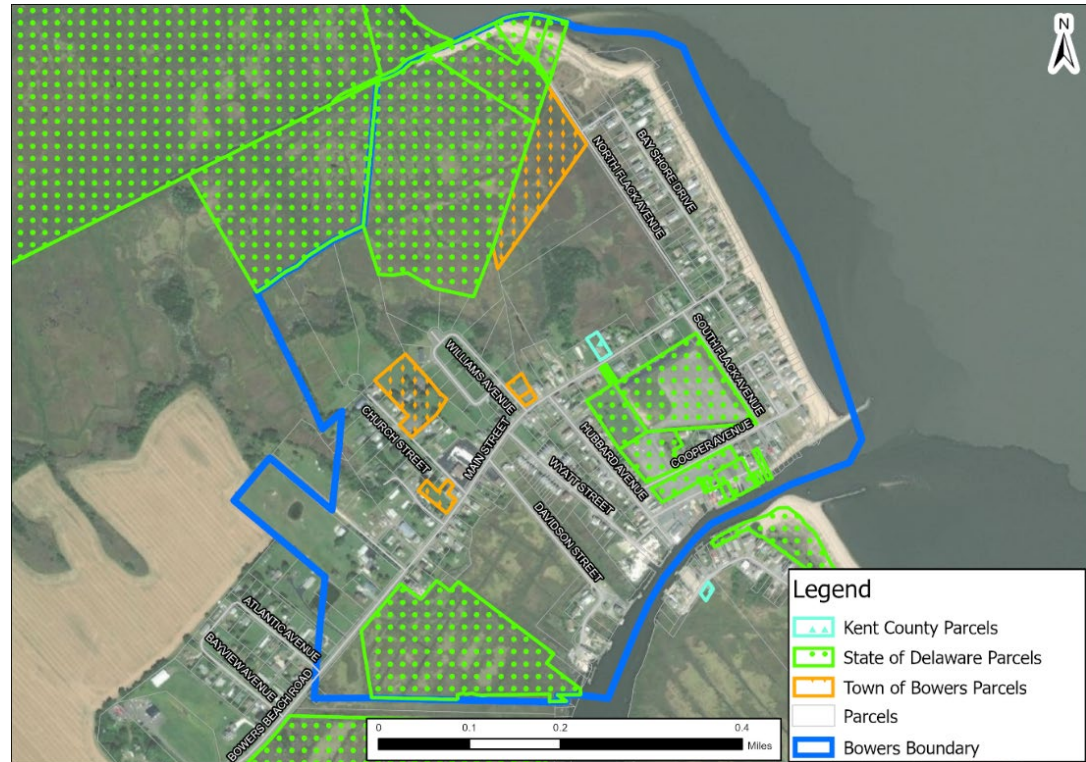 N
BAY SHORE DRIVE
NORTH FLACK AVENUE
SOUTH FLACK AVENUE
WILLIAMS AVENUE
CHURCH STREET
MAIN STREET
HUBBARD AVENUE
COOPER AVENUE
WYATT STREET
DAVIDSON STREET
ATLANTIC AVENUE
BAYVIEW AVENUE
BOWERS BEACH ROAD
0 0.1 0.2 0.4
Miles
Legend
Kent County Parcels
State of Delaware Parcels
Town of Bowers Parcels
Parcels
Bowers Boundary